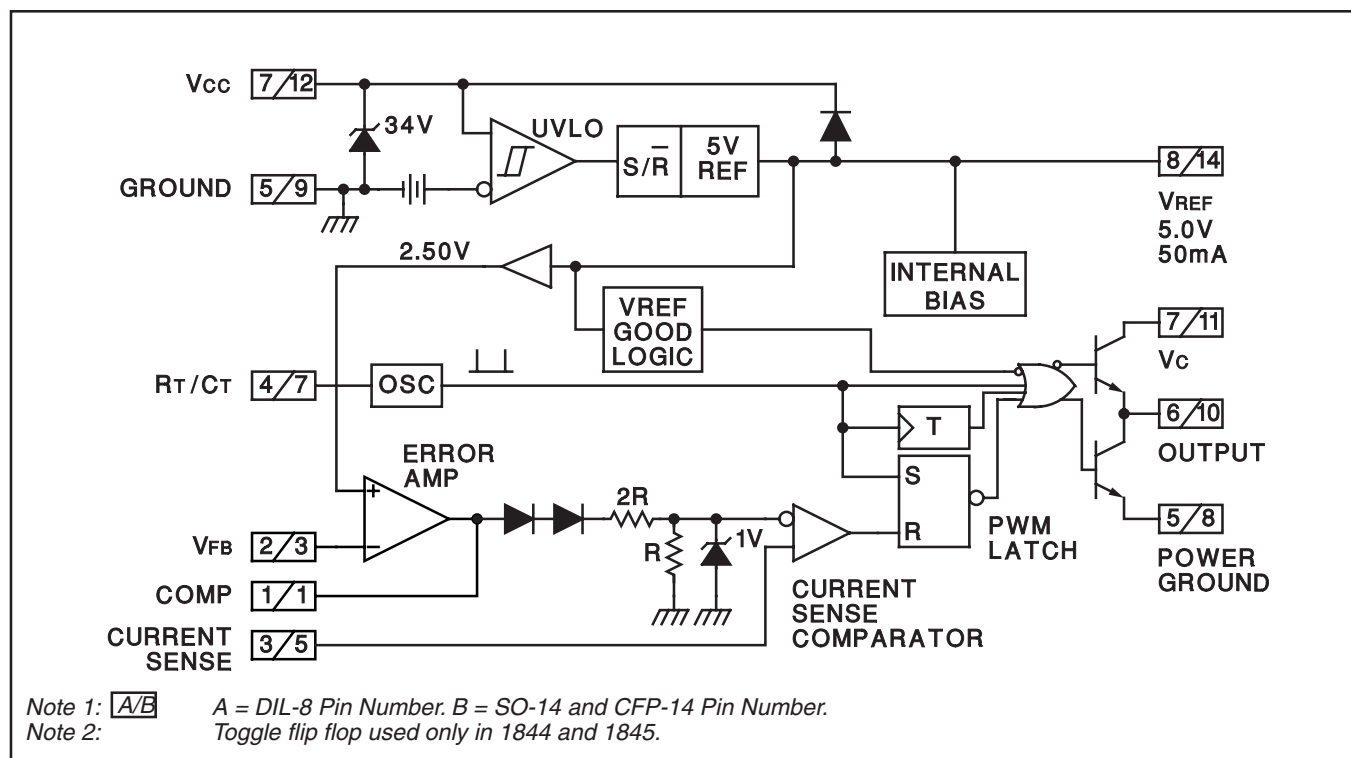 VCC 7/12
34V
UVLO
S/R̅
5V
REF
8/14
GROUND 5/9
VREF
5.0V
50mA
2.50V
INTERNAL
BIAS
VREF
GOOD
LOGIC
7/11
VC
RT/CT 4/7
OSC
T
6/10
OUTPUT
ERROR
AMP
+
−
S
R
PWM
LATCH
2R
R
1V
VFB 2/3
5/8
POWER
GROUND
COMP 1/1
CURRENT
SENSE
COMPARATOR
CURRENT
SENSE
3/5
Note 1: A/B A = DIL-8 Pin Number. B = SO-14 and CFP-14 Pin Number.
Note 2: Toggle flip flop used only in 1844 and 1845.